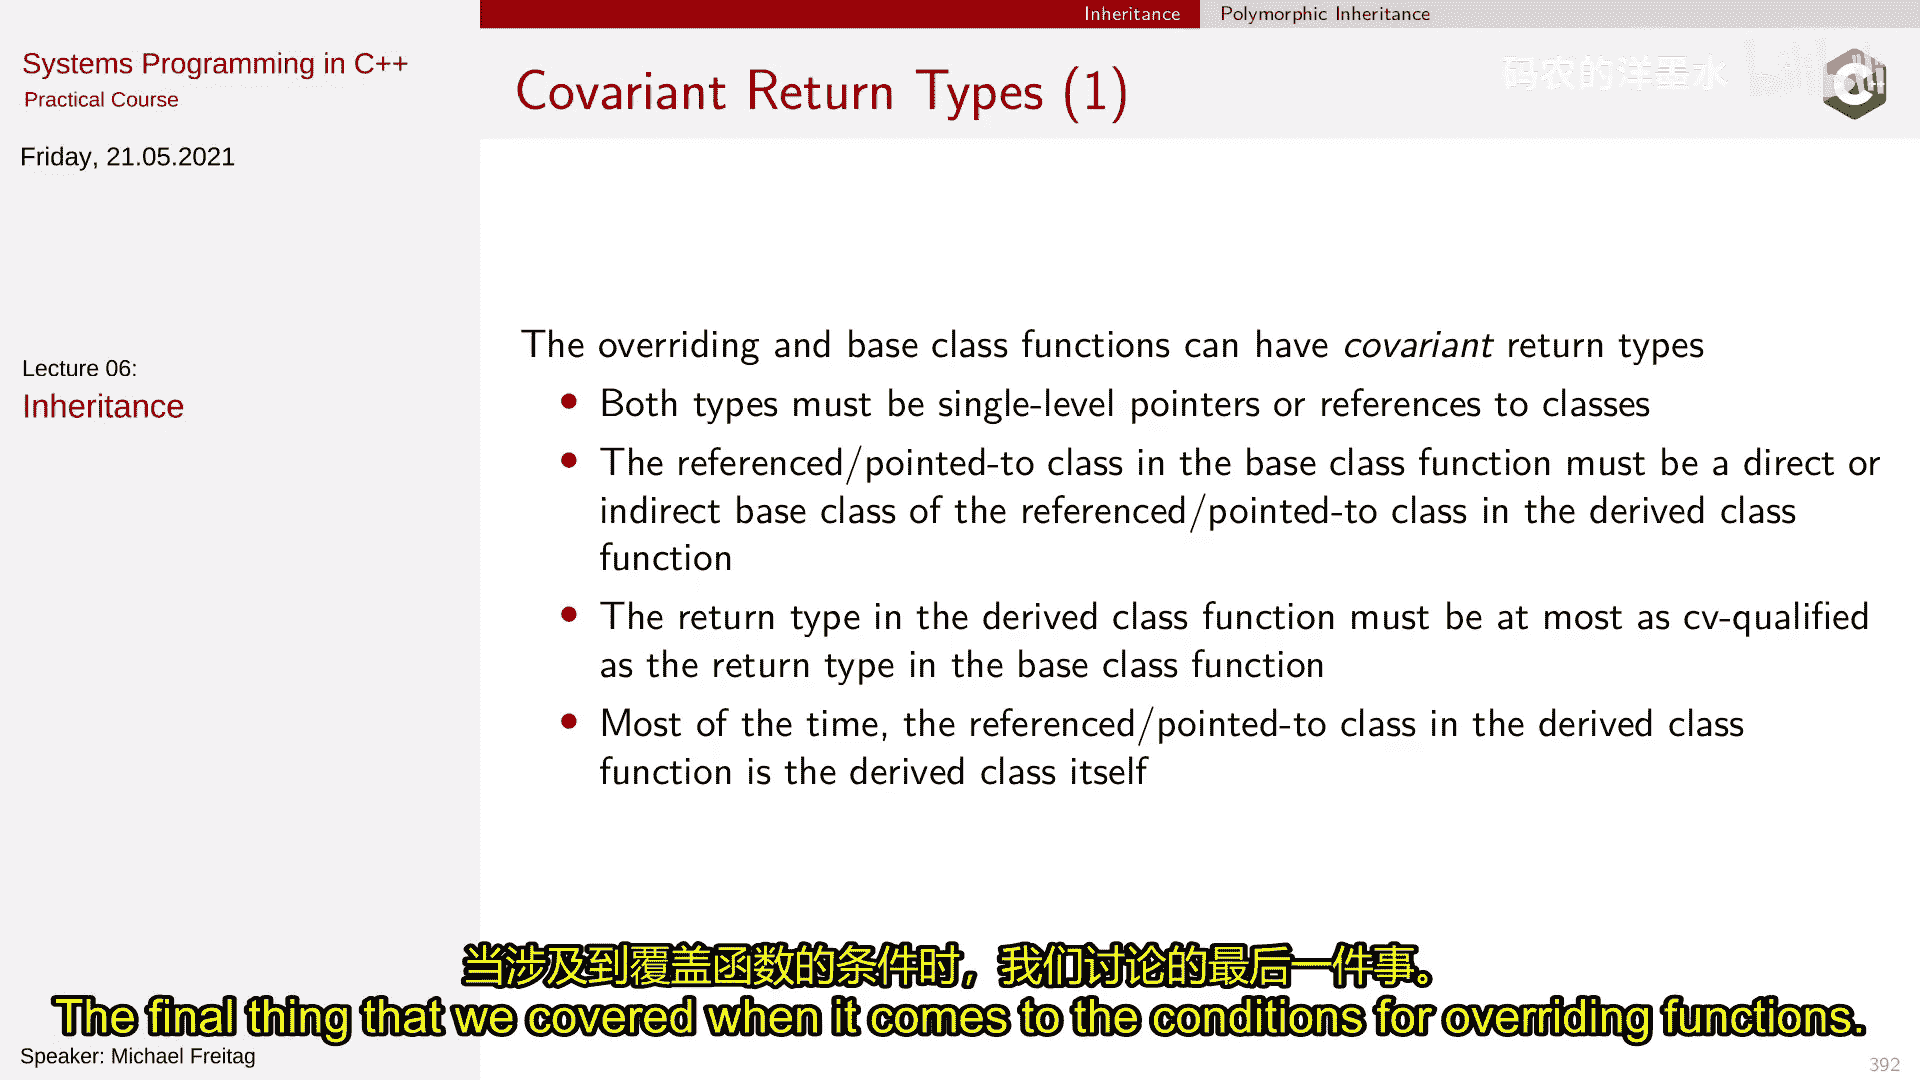 Inheritance
Polymorphic Inheritance
Systems Programming in C++
Practical Course
Friday, 21.05.2021
Covariant Return Types (1)
码农的洋墨水
Lecture 06:
Inheritance
The overriding and base class functions can have covariant return types
• Both types must be single-level pointers or references to classes
• The referenced/pointed-to class in the base class function must be a direct or
indirect base class of the referenced/pointed-to class in the derived class
function
• The return type in the derived class function must be at most as cv-qualified
as the return type in the base class function
• Most of the time, the referenced/pointed-to class in the derived class
function is the derived class itself
当涉及到覆盖函数的条件时，我们讨论的最后一件事。
The final thing that we covered when it comes to the conditions for overriding functions.
Speaker: Michael Freitag
392